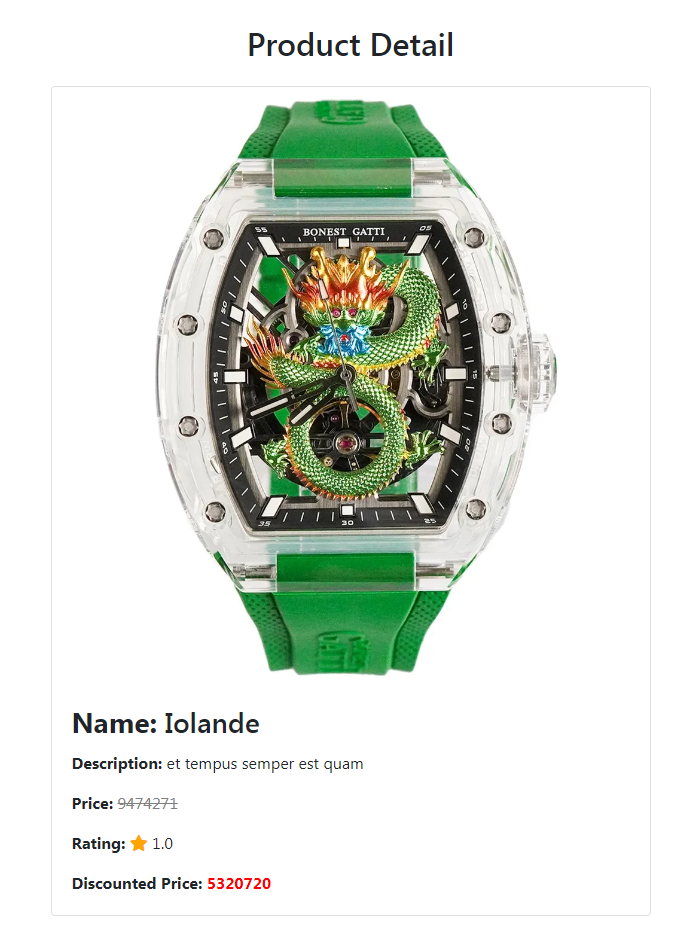 Product Detail
55
BONEST GATTI
05
50
10
45
15
40
20
35
30
25
Name: Iolande
Description: et tempus semper est quam
Price: 9474271
Rating: 1.0
Discounted Price: 5320720